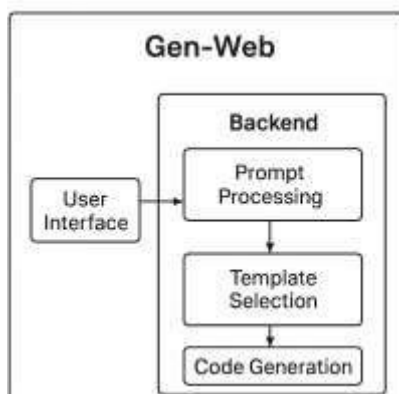 Gen-Web
Backend
Prompt
Processing
User
Interface
Template
Selection
Code Generation